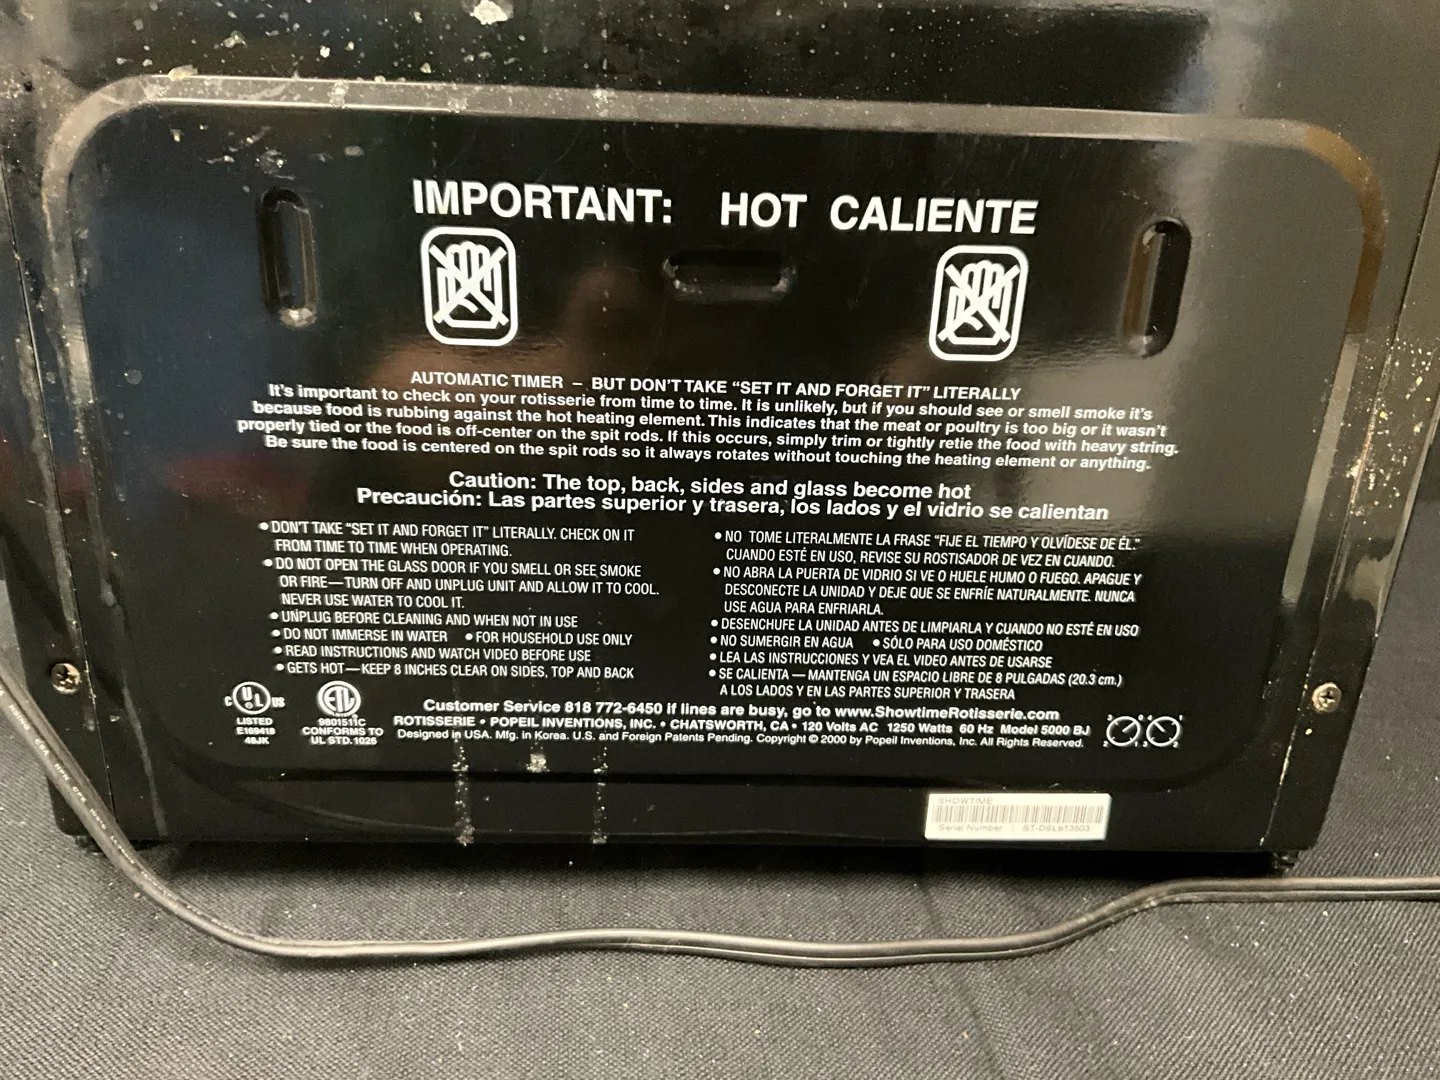 IMPORTANT: HOT CALIENTE
AUTOMATIC TIMER – BUT DON'T TAKE “SET IT AND FORGET IT” LITERALLY
It's important to check on your rotisserie from time to time. It is unlikely, but if you should see or smell smoke it's
because food is rubbing against the hot heating element. This indicates that the meat or poultry is too big or it wasn't
properly tied or the food is off-center on the spit rods. If this occurs, simply trim or tightly retie the food with heavy string.
Be sure the food is centered on the spit rods so it always rotates without touching the heating element or anything.
Caution: The top, back, sides and glass become hot
Precaución: Las partes superior y trasera, los lados y el vidrio se calientan
• DON'T TAKE “SET IT AND FORGET IT” LITERALLY. CHECK ON IT
FROM TIME TO TIME WHEN OPERATING.
• DO NOT OPEN THE GLASS DOOR IF YOU SMELL OR SEE SMOKE
OR FIRE—TURN OFF AND UNPLUG UNIT AND ALLOW IT TO COOL.
NEVER USE WATER TO COOL IT.
• UNPLUG BEFORE CLEANING AND WHEN NOT IN USE
• DO NOT IMMERSE IN WATER • FOR HOUSEHOLD USE ONLY
• READ INSTRUCTIONS AND WATCH VIDEO BEFORE USE
• GETS HOT—KEEP 8 INCHES CLEAR ON SIDES, TOP AND BACK
• NO TOME LITERALMENTE LA FRASE “FIJE EL TIEMPO Y OLVÍDESE DE ÉL.”
CUANDO ESTÉ EN USO, REVISE SU ROSTISADOR DE VEZ EN CUANDO.
• NO ABRA LA PUERTA DE VIDRIO SI VE O HUELE HUMO O FUEGO. APAGUE Y
DESCONECTE LA UNIDAD Y DEJE QUE SE ENFRÍE NATURALMENTE. NUNCA
USE AGUA PARA ENFRIARLA.
• DESENCHUFE LA UNIDAD ANTES DE LIMPIARLA Y CUANDO NO ESTÉ EN USO
• NO SUMERGIR EN AGUA • SÓLO PARA USO DOMÉSTICO
• LEA LAS INSTRUCCIONES Y VEA EL VIDEO ANTES DE USARSE
• SE CALIENTA — MANTENGA UN ESPACIO LIBRE DE 8 PULGADAS (20.3 cm.)
A LOS LADOS Y EN LAS PARTES SUPERIOR Y TRASERA
C UL US
LISTED
E169418
48JK
ETL
9801511C
CONFORMS TO
UL STD.1026
Customer Service 818 772-6450 if lines are busy, go to www.ShowtimeRotisserie.com
ROTISSERIE • POPEIL INVENTIONS, INC. • CHATSWORTH, CA • 120 Volts AC 1250 Watts 60 Hz Model 5000 BJ
Designed in USA. Mfg. in Korea. U.S. and Foreign Patents Pending. Copyright © 2000 by Popeil Inventions, Inc. All Rights Reserved.
SHOWTIME
Serial Number :